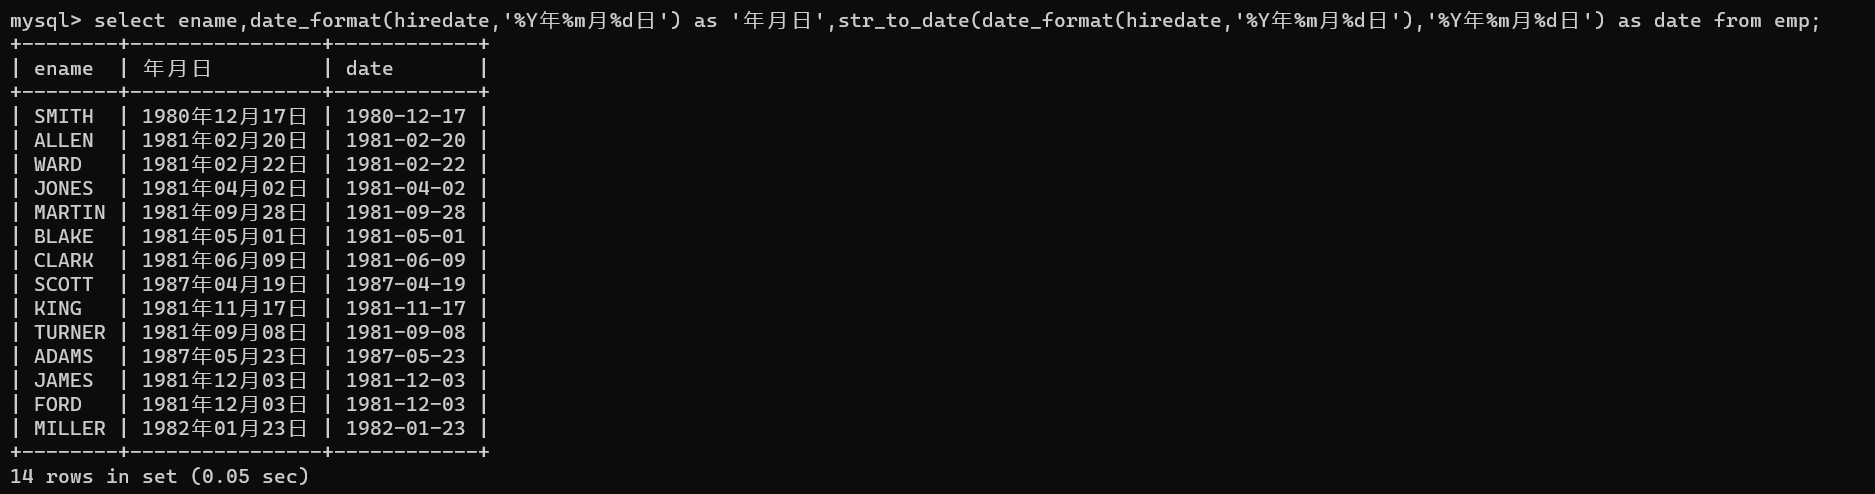 mysql> select ename,date_format(hiredate,'%Y年%m月%d日') as '年月日',str_to_date(date_format(hiredate,'%Y年%m月%d日'),'%Y年%m月%d日') as date from emp;
+--------+----------------+------------+
| ename  | 年月日         | date       |
+--------+----------------+------------+
| SMITH  | 1980年12月17日 | 1980-12-17 |
| ALLEN  | 1981年02月20日 | 1981-02-20 |
| WARD   | 1981年02月22日 | 1981-02-22 |
| JONES  | 1981年04月02日 | 1981-04-02 |
| MARTIN | 1981年09月28日 | 1981-09-28 |
| BLAKE  | 1981年05月01日 | 1981-05-01 |
| CLARK  | 1981年06月09日 | 1981-06-09 |
| SCOTT  | 1987年04月19日 | 1987-04-19 |
| KING   | 1981年11月17日 | 1981-11-17 |
| TURNER | 1981年09月08日 | 1981-09-08 |
| ADAMS  | 1987年05月23日 | 1987-05-23 |
| JAMES  | 1981年12月03日 | 1981-12-03 |
| FORD   | 1981年12月03日 | 1981-12-03 |
| MILLER | 1982年01月23日 | 1982-01-23 |
+--------+----------------+------------+
14 rows in set (0.05 sec)